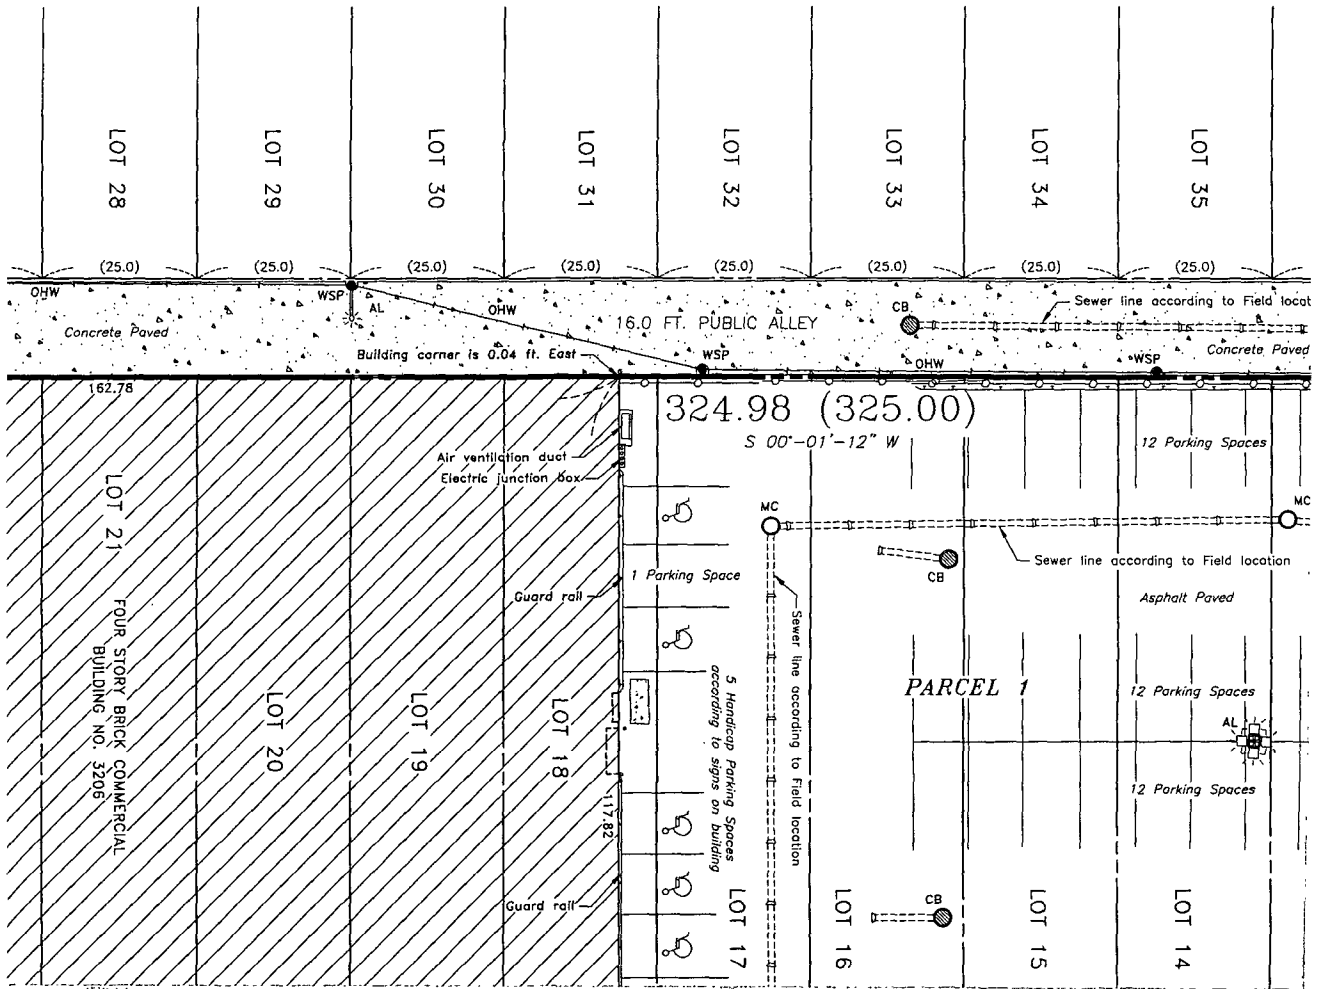 LOT 28
LOT 29
LOT 30
LOT 31
LOT 32
LOT 33
LOT 34
LOT 35
(25.0)
(25.0)
(25.0)
(25.0)
(25.0)
(25.0)
(25.0)
(25.0)
OHW
WSP
AL
OHW
CB
Sewer line according to Field locat
Concrete Paved
16.0 FT. PUBLIC ALLEY
Concrete Paved
Building corner is 0.04 ft. East
WSP
OHW
WSP
162.78
324.98 (325.00)
S 00°-01'-12" W
12 Parking Spaces
Air ventilation duct
Electric junction box
MC
MC
Sewer line according to Field location
CB
1 Parking Space
Guard rail
Asphalt Paved
LOT 21
FOUR STORY BRICK COMMERCIAL
BUILDING NO. 3206
LOT 20
LOT 19
LOT 18
117.82
5 Handicap Parking Spaces
according to signs on building
Sewer line according to Field location
PARCEL 1
12 Parking Spaces
AL
12 Parking Spaces
Guard rail
CB
LOT 17
LOT 16
LOT 15
LOT 14